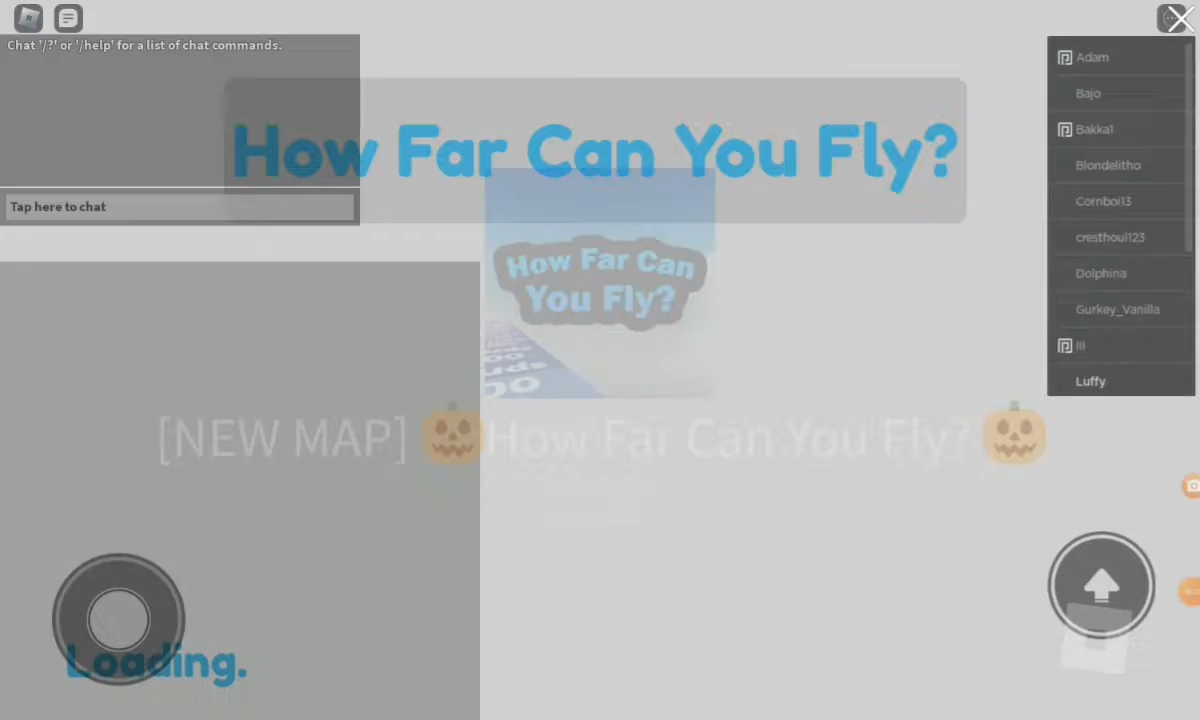 Chat '/?' or '/help' for a list of chat commands.
Tap here to chat
How Far Can You Fly?
How Far Can
You Fly?
[NEW MAP] 🎃How Far Can You Fly?🎃
Loading.
Adam
Bajo
Bakka1
Blondelitho
Cornboi13
cresthoul123
Dolphina
Gurkey_Vanilla
Luffy